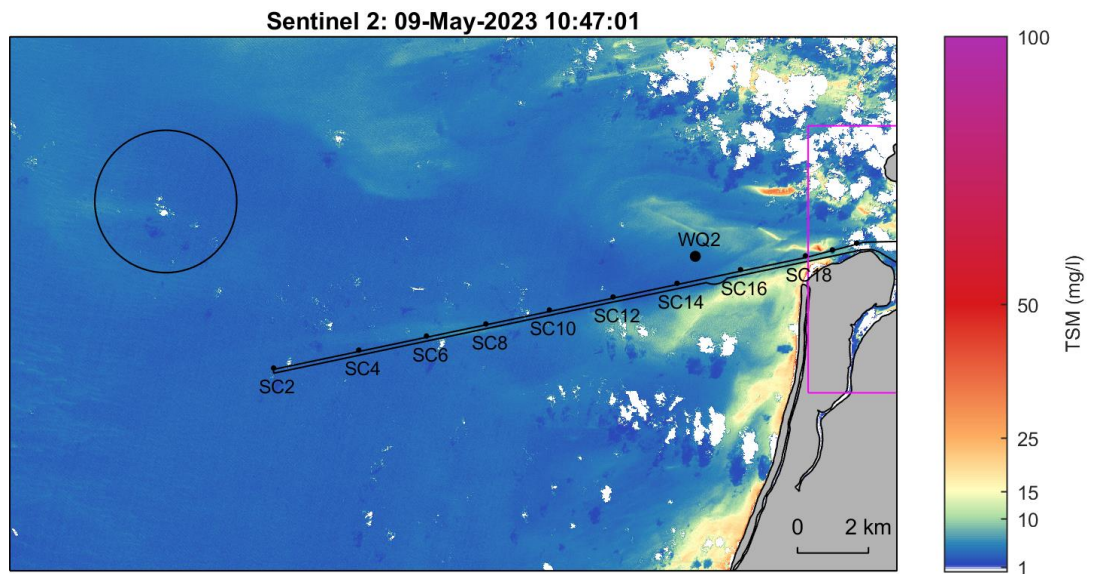 Sentinel 2: 09-May-2023 10:47:01
100
50
25
15
10
1
TSM (mg/l)
WQ2
SC18
SC16
SC14
SC12
SC10
SC8
SC6
SC4
SC2
0 2 km